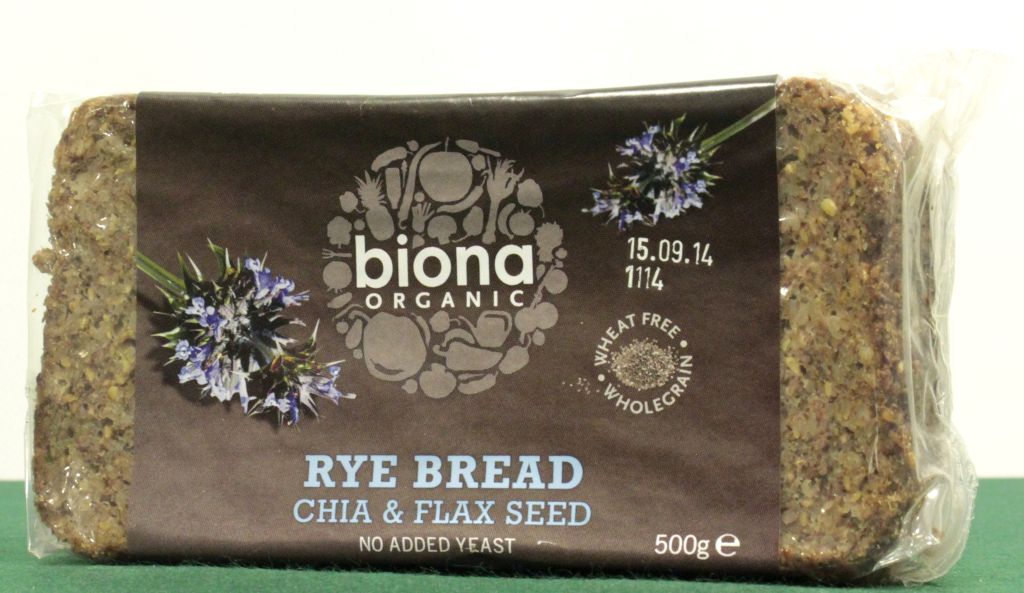 biona
ORGANIC
15.09.14
1114
WHEAT FREE •
WHOLEGRAIN •
RYE BREAD
CHIA & FLAX SEED
NO ADDED YEAST
500g e